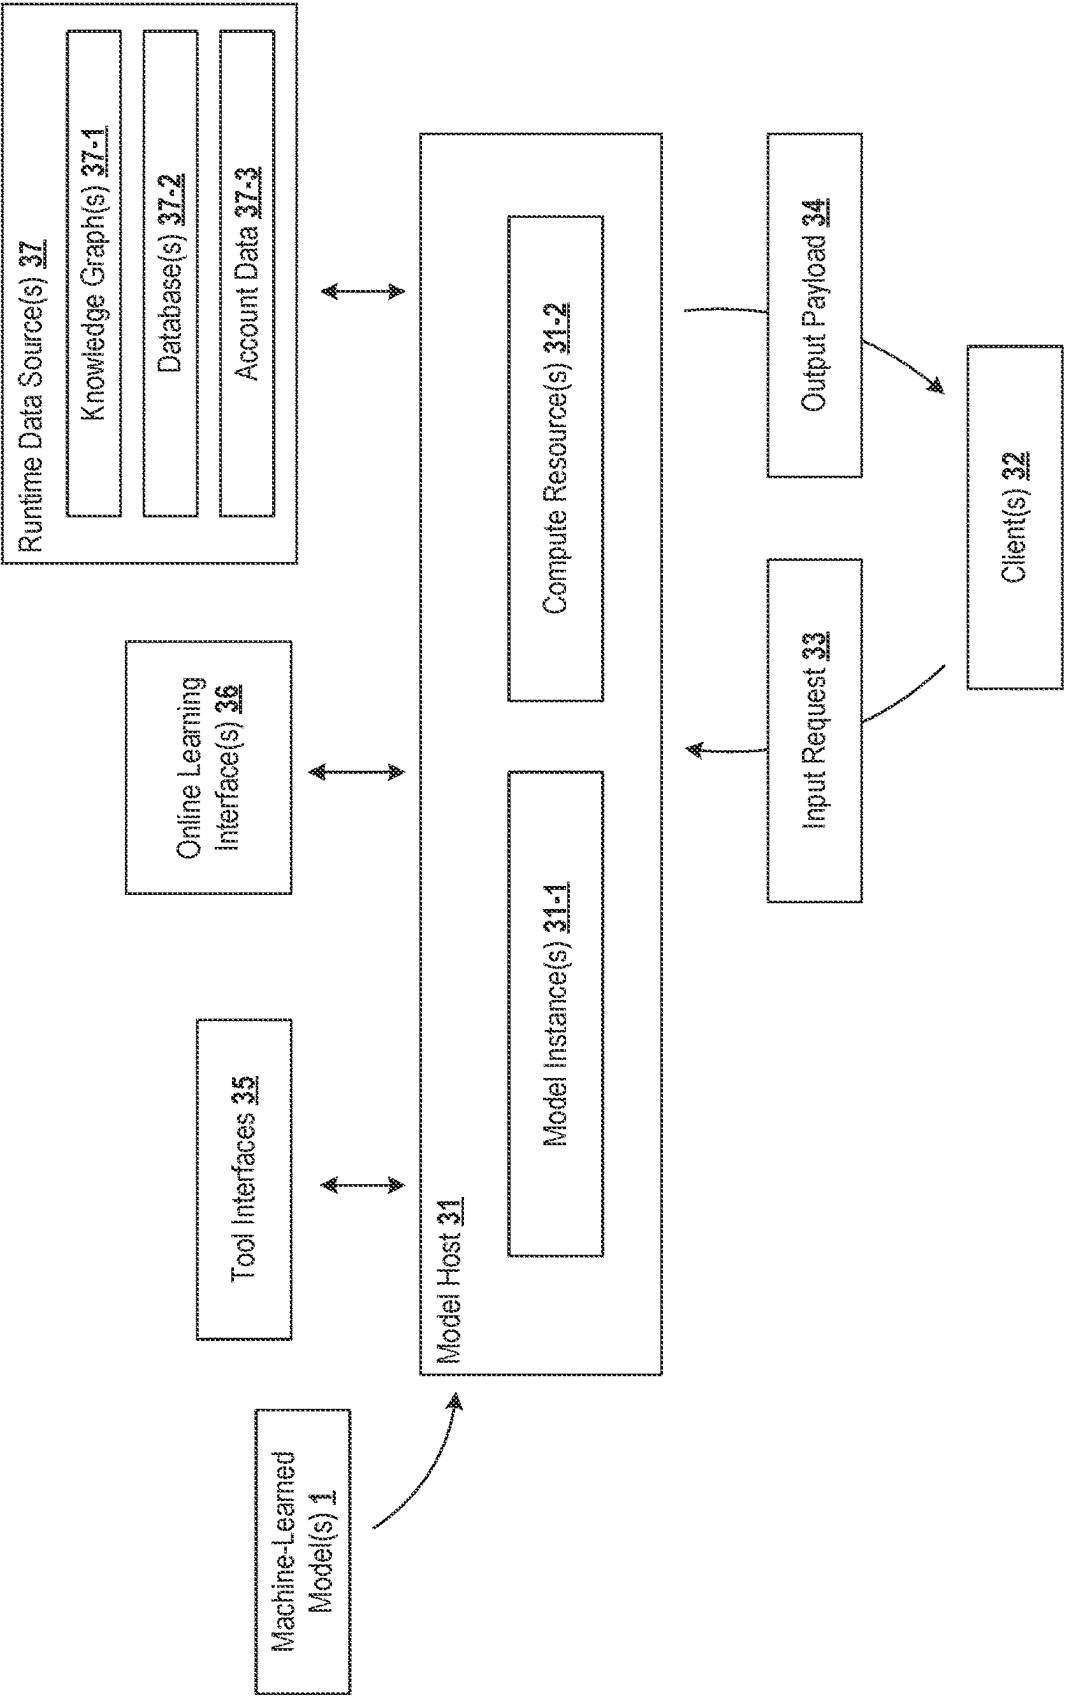 Machine-Learned
Model(s) 1
Tool Interfaces 35
Online Learning
Interface(s) 36
Runtime Data Source(s) 37
Knowledge Graph(s) 37-1
Database(s) 37-2
Account Data 37-3
Model Host 31
Model Instance(s) 31-1
Compute Resource(s) 31-2
Input Request 33
Output Payload 34
Client(s) 32